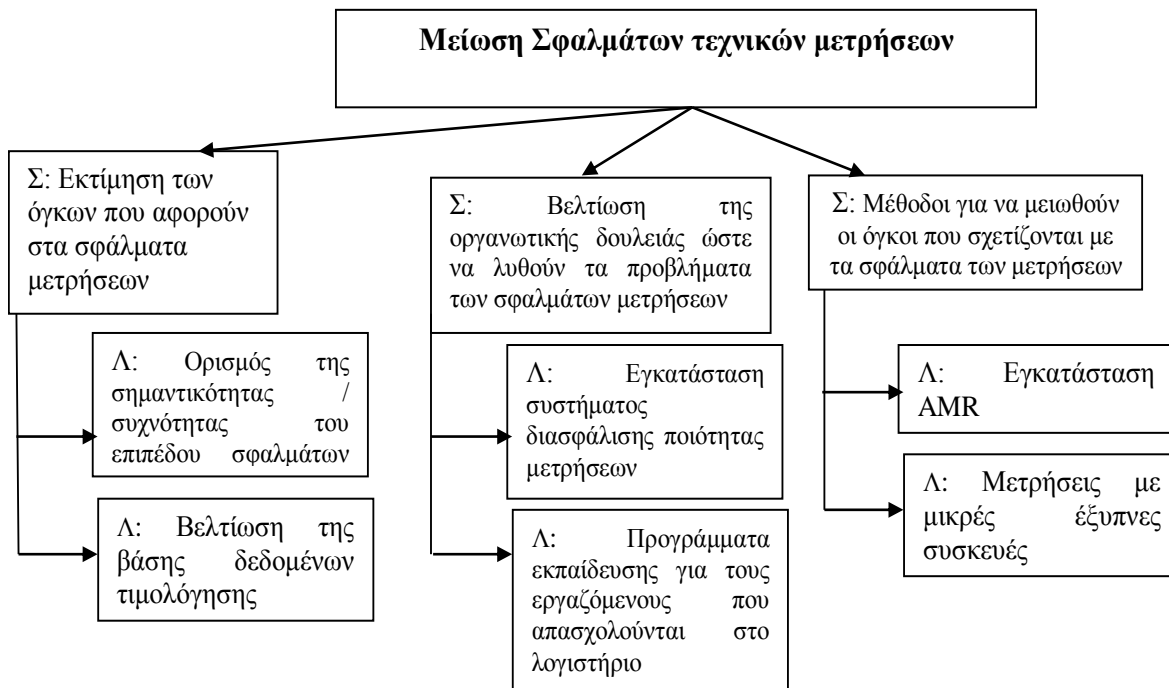 Μείωση Σφαλμάτων τεχνικών μετρήσεων
Σ: Εκτίμηση των
όγκων που αφορούν
στα σφάλματα
μετρήσεων
Λ: Ορισμός της
σημαντικότητας /
συχνότητας του
επιπέδου σφαλμάτων
Λ: Βελτίωση της
βάσης δεδομένων
τιμολόγησης
Σ: Βελτίωση της
οργανωτικής δουλειάς ώστε
να λυθούν τα προβλήματα
των σφαλμάτων μετρήσεων
Λ: Εγκατάσταση
συστήματος
διασφάλισης ποιότητας
μετρήσεων
Λ: Προγράμματα
εκπαίδευσης για τους
εργαζόμενους που
απασχολούνται στο
λογιστήριο
Σ: Μέθοδοι για να μειωθούν
οι όγκοι που σχετίζονται με
τα σφάλματα των μετρήσεων
Λ: Εγκατάσταση
AMR
Λ: Μετρήσεις με
μικρές έξυπνες
συσκευές